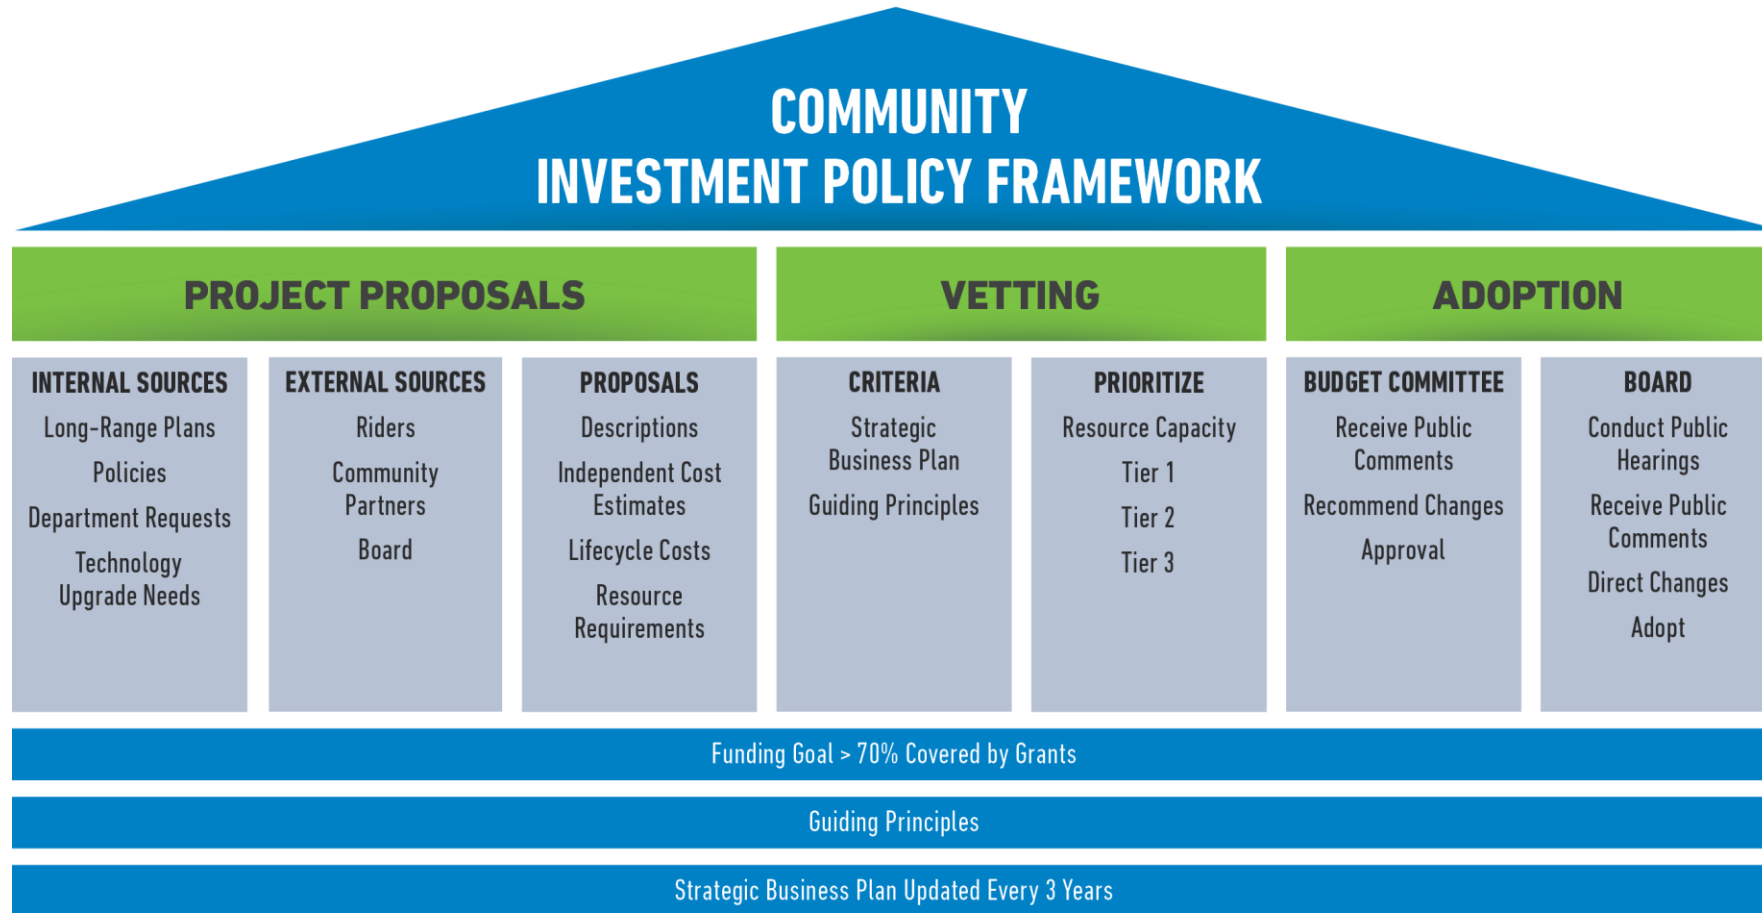 COMMUNITY
INVESTMENT POLICY FRAMEWORK
PROJECT PROPOSALS
INTERNAL SOURCES
Long-Range Plans
Policies
Department Requests
Technology
Upgrade Needs
EXTERNAL SOURCES
Riders
Community
Partners
Board
PROPOSALS
Descriptions
Independent Cost
Estimates
Lifecycle Costs
Resource
Requirements
VETTING
CRITERIA
Strategic
Business Plan
Guiding Principles
PRIORITIZE
Resource Capacity
Tier 1
Tier 2
Tier 3
ADOPTION
BUDGET COMMITTEE
Receive Public
Comments
Recommend Changes
Approval
BOARD
Conduct Public
Hearings
Receive Public
Comments
Direct Changes
Adopt
Funding Goal > 70% Covered by Grants
Guiding Principles
Strategic Business Plan Updated Every 3 Years